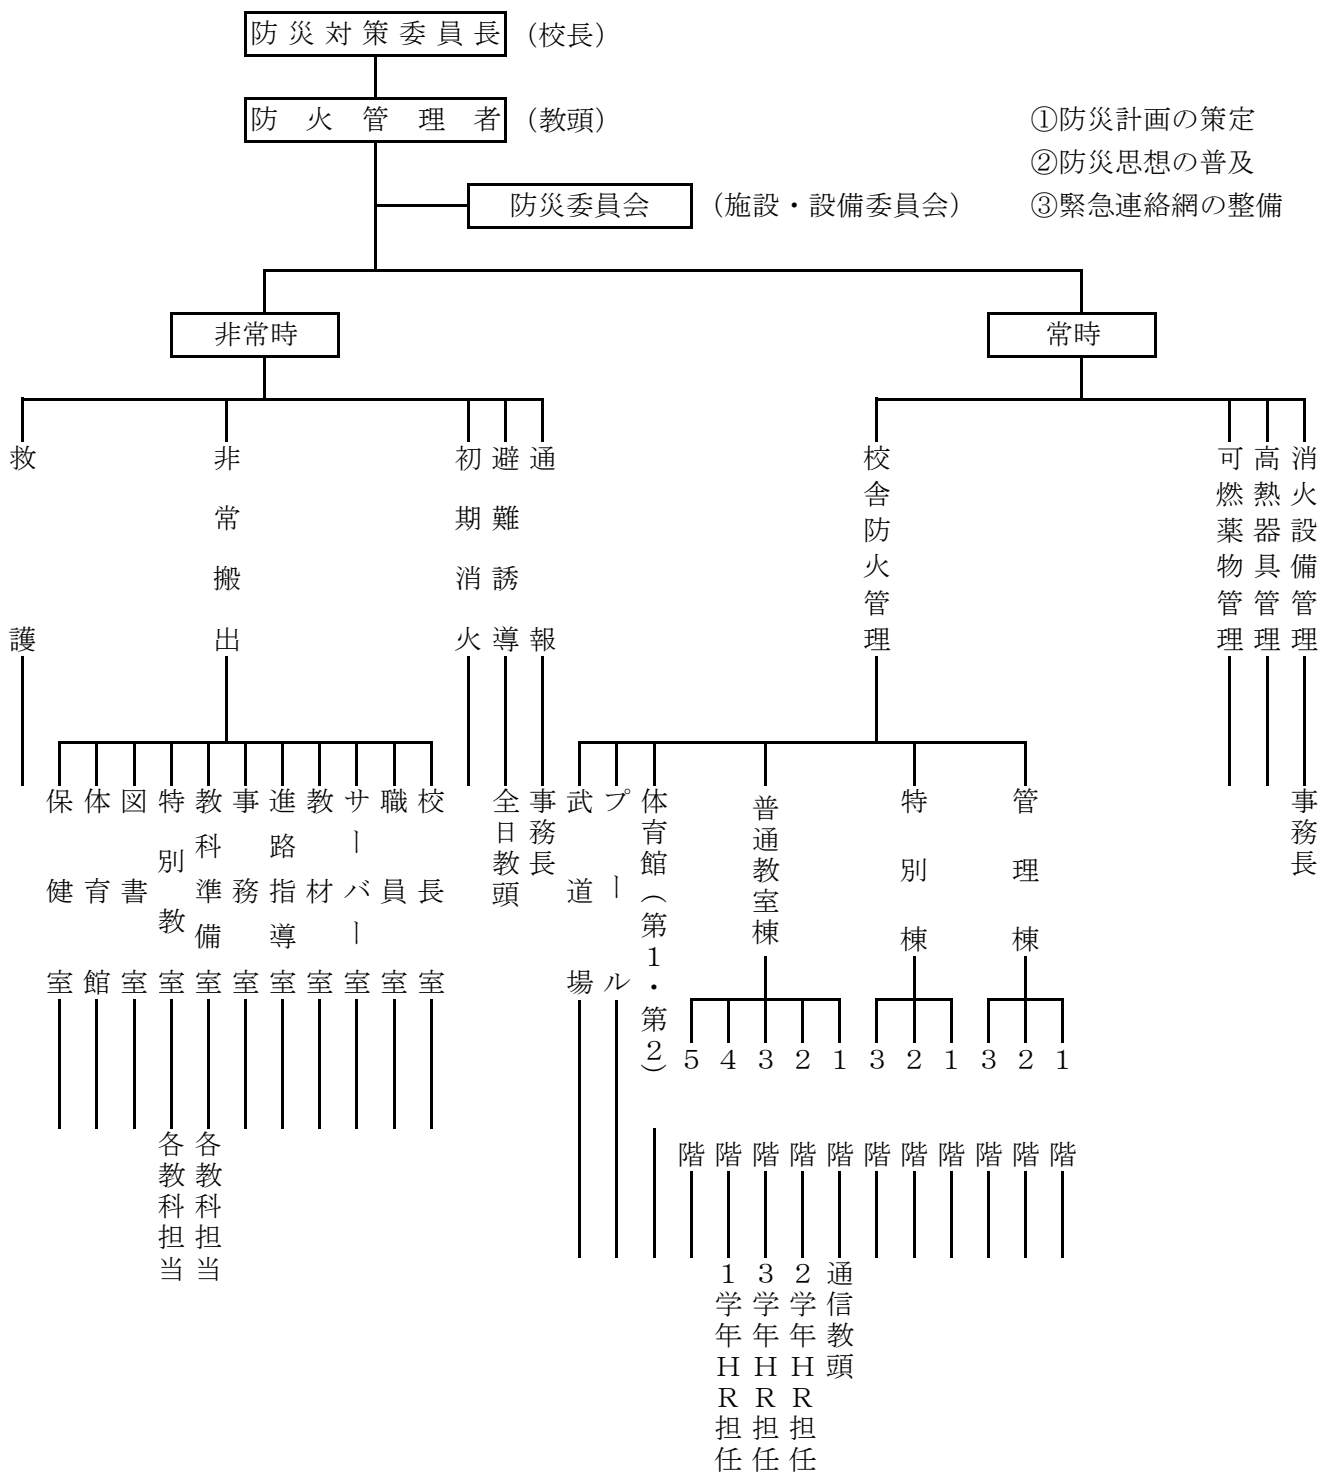 防災対策委員長 (校長)
防火管理者 (教頭)
①防災計画の策定
②防災思想の普及
防災委員会 (施設・設備委員会)
③緊急連絡網の整備
非常時
常時
救護
非常搬出
初期消火
避難誘導
通報
校舎防火管理
可燃薬物管理
高熱器具管理
消火設備管理
保健室
体育館
図書室
特別教室
教科準備室
事務室
進路指導室
教材室
サーバー室
職員室
校長室
全日教頭
事務長
武道場
プール
体育館(第1・第2)
普通教室棟
特別棟
管理棟
事務長
5階
4階
3階
2階
1階
3階
2階
1階
3階
2階
1階
各教科担当
各教科担当
1学年HR担任
3学年HR担任
2学年HR担任
通信教頭